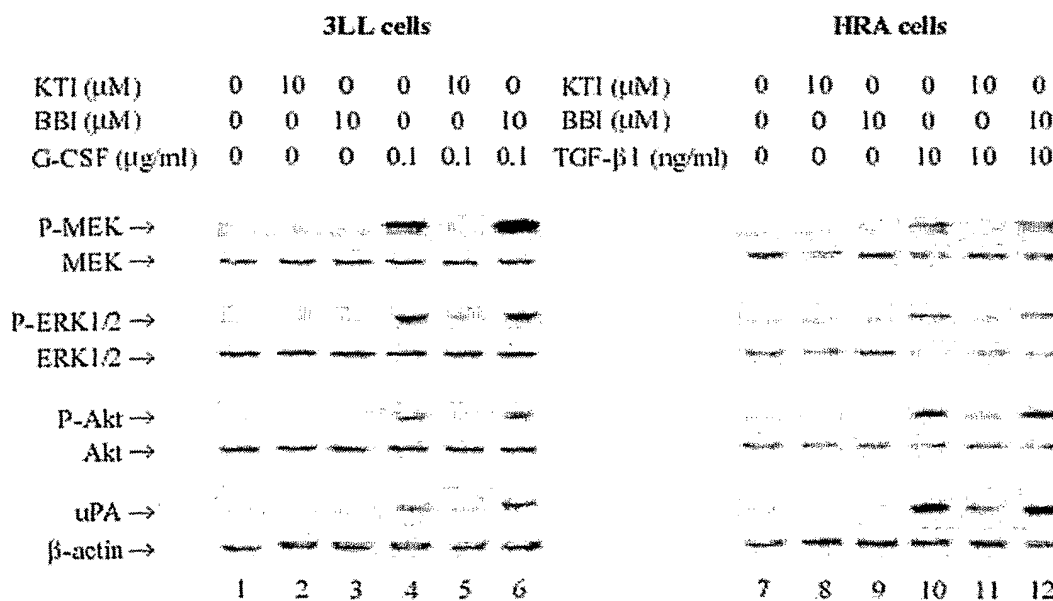 3LL cells HRA cells
KTI (µM) 0 10 0 0 10 0 KTI (µM) 0 10 0 0 10 0
BBI (µM) 0 0 10 0 0 10 BBI (µM) 0 0 10 0 0 10
G-CSF (µg/ml) 0 0 0 0.1 0.1 0.1 TGF-β1 (ng/ml) 0 0 0 10 10 10
P-MEK →
MEK →
P-ERK1/2 →
ERK1/2 →
P-Akt →
Akt →
uPA →
β-actin →
1 2 3 4 5 6 7 8 9 10 11 12